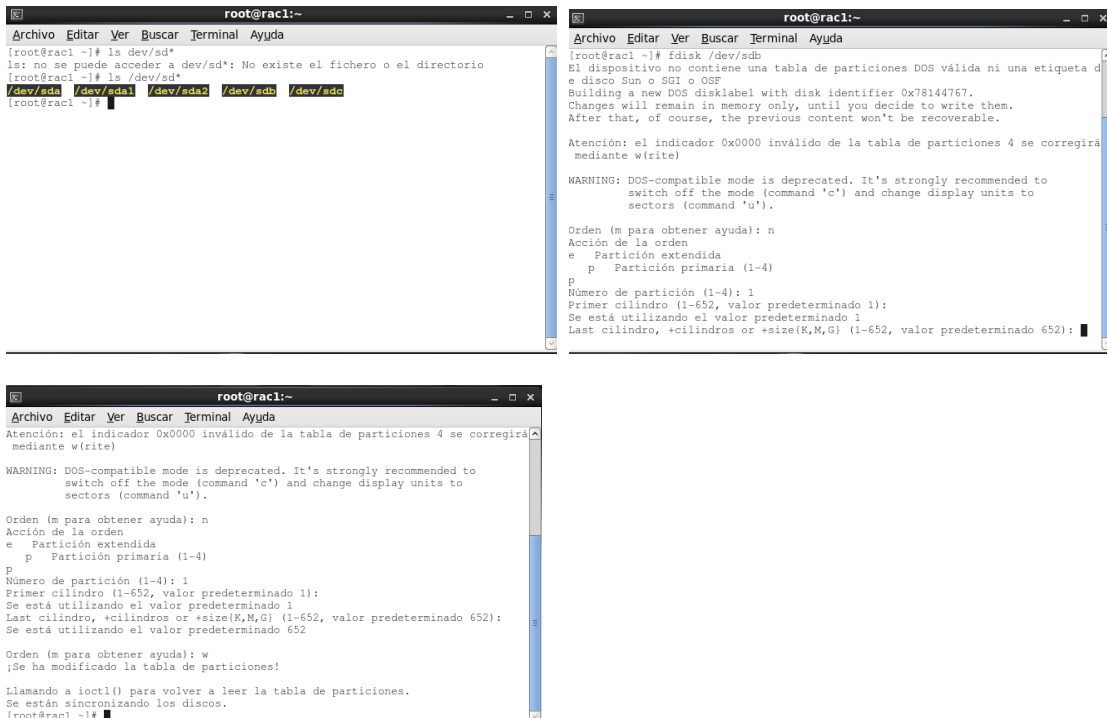 root@rac1:~
Archivo Editar Ver Buscar Terminal Ayuda
[root@rac1 ~]# ls dev/sd*
ls: no se puede acceder a dev/sd*: No existe el fichero o el directorio
[root@rac1 ~]# ls /dev/sd*
/dev/sda /dev/sda1 /dev/sda2 /dev/sdb /dev/sdc
[root@rac1 ~]#
root@rac1:~
Archivo Editar Ver Buscar Terminal Ayuda
[root@rac1 ~]# fdisk /dev/sdb
El dispositivo no contiene una tabla de particiones DOS válida ni una etiqueta d
e disco Sun o SGI o OSF
Building a new DOS disklabel with disk identifier 0x78144767.
Changes will remain in memory only, until you decide to write them.
After that, of course, the previous content won't be recoverable.
Atención: el indicador 0x0000 inválido de la tabla de particiones 4 se corregirá
mediante w(rite)
WARNING: DOS-compatible mode is deprecated. It's strongly recommended to
switch off the mode (command 'c') and change display units to
sectors (command 'u').
Orden (m para obtener ayuda): n
Acción de la orden
e Partición extendida
p Partición primaria (1-4)
p
Número de partición (1-4): 1
Primer cilindro (1-652, valor predeterminado 1):
Se está utilizando el valor predeterminado 1
Last cilindro, +cilindros or +size{K,M,G} (1-652, valor predeterminado 652):
root@rac1:~
Archivo Editar Ver Buscar Terminal Ayuda
Atención: el indicador 0x0000 inválido de la tabla de particiones 4 se corregirá
mediante w(rite)
WARNING: DOS-compatible mode is deprecated. It's strongly recommended to
switch off the mode (command 'c') and change display units to
sectors (command 'u').
Orden (m para obtener ayuda): n
Acción de la orden
e Partición extendida
p Partición primaria (1-4)
p
Número de partición (1-4): 1
Primer cilindro (1-652, valor predeterminado 1):
Se está utilizando el valor predeterminado 1
Last cilindro, +cilindros or +size{K,M,G} (1-652, valor predeterminado 652):
Se está utilizando el valor predeterminado 652
Orden (m para obtener ayuda): w
¡Se ha modificado la tabla de particiones!
Llamando a ioctl() para volver a leer la tabla de particiones.
Se están sincronizando los discos.
[root@rac1 ~]#